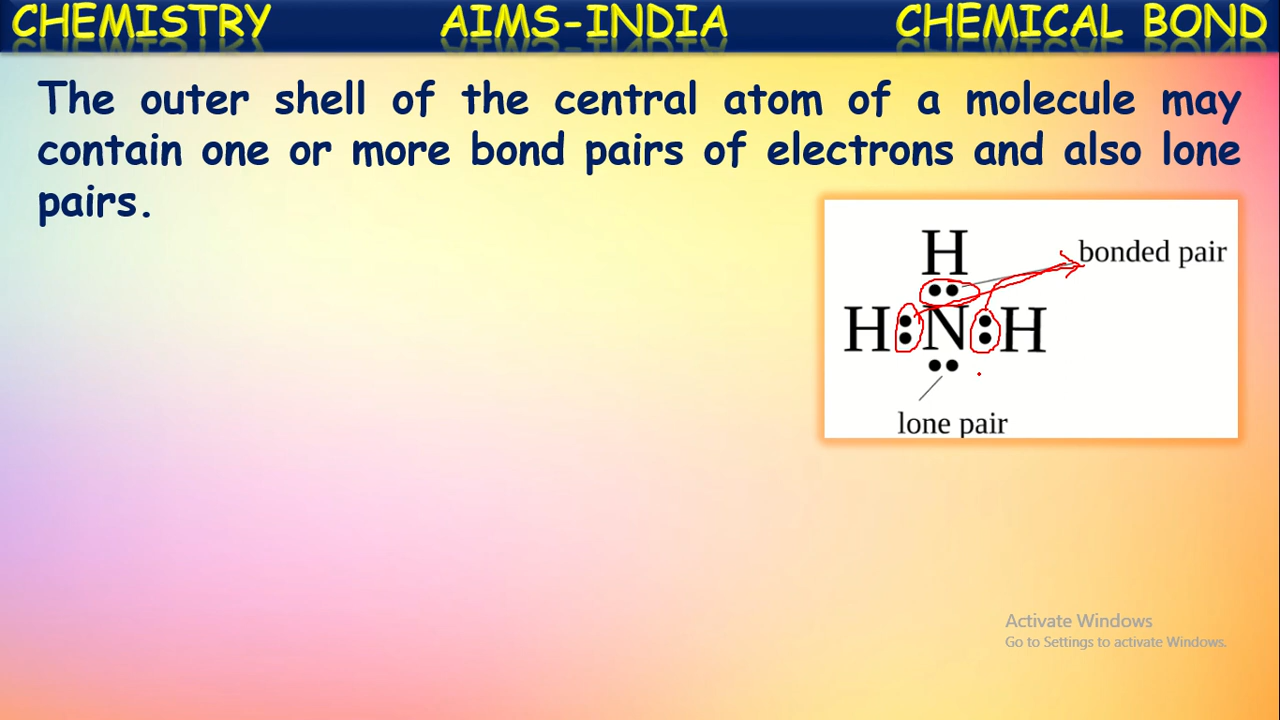 CHEMISTRY AIMS-INDIA CHEMICAL BOND
The outer shell of the central atom of a molecule may
contain one or more bond pairs of electrons and also lone
pairs.
H
bonded pair
H N H
lone pair
Activate Windows
Go to Settings to activate Windows.